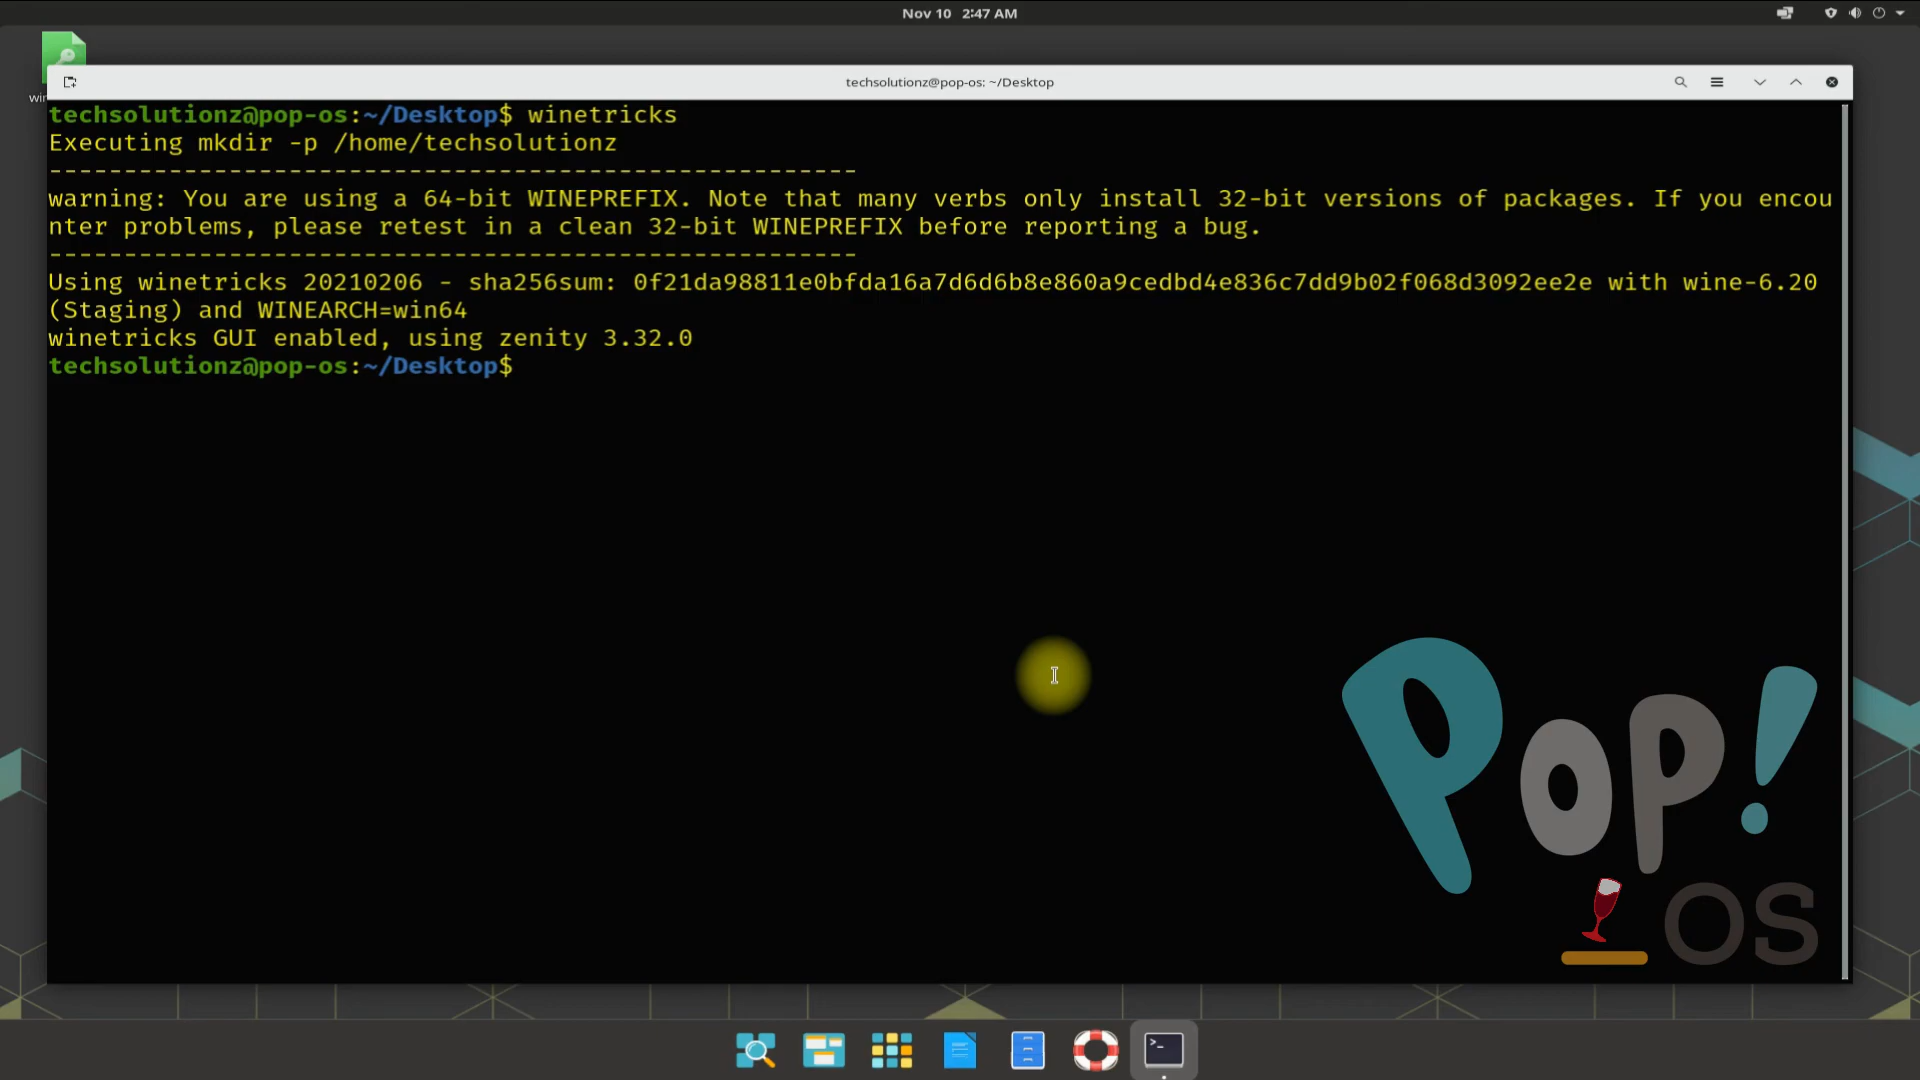 Nov 10 2:47 AM
win
techsolutionz@pop-os: ~/Desktop
techsolutionz@pop-os:~/Desktop$ winetricks
Executing mkdir -p /home/techsolutionz
------------------------------------------------------
warning: You are using a 64-bit WINEPREFIX. Note that many verbs only install 32-bit versions of packages. If you encou
nter problems, please retest in a clean 32-bit WINEPREFIX before reporting a bug.
------------------------------------------------------
Using winetricks 20210206 - sha256sum: 0f21da98811e0bfda16a7d6d6b8e860a9cedbd4e836c7dd9b02f068d3092ee2e with wine-6.20
(Staging) and WINEARCH=win64
winetricks GUI enabled, using zenity 3.32.0
techsolutionz@pop-os:~/Desktop$
Pop!
OS